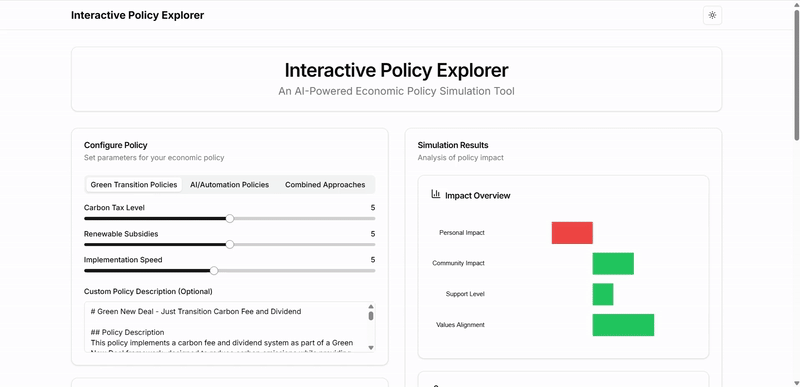 Interactive Policy Explorer
Interactive Policy Explorer
An AI-Powered Economic Policy Simulation Tool
Configure Policy
Set parameters for your economic policy
Green Transition Policies
AI/Automation Policies
Combined Approaches
Carbon Tax Level 5
Renewable Subsidies 5
Implementation Speed 5
Custom Policy Description (Optional)
# Green New Deal - Just Transition Carbon Fee and Dividend
## Policy Description
This policy implements a carbon fee and dividend system as part of a Green
Simulation Results
Analysis of policy impact
Impact Overview
Personal Impact
Community Impact
Support Level
Values Alignment